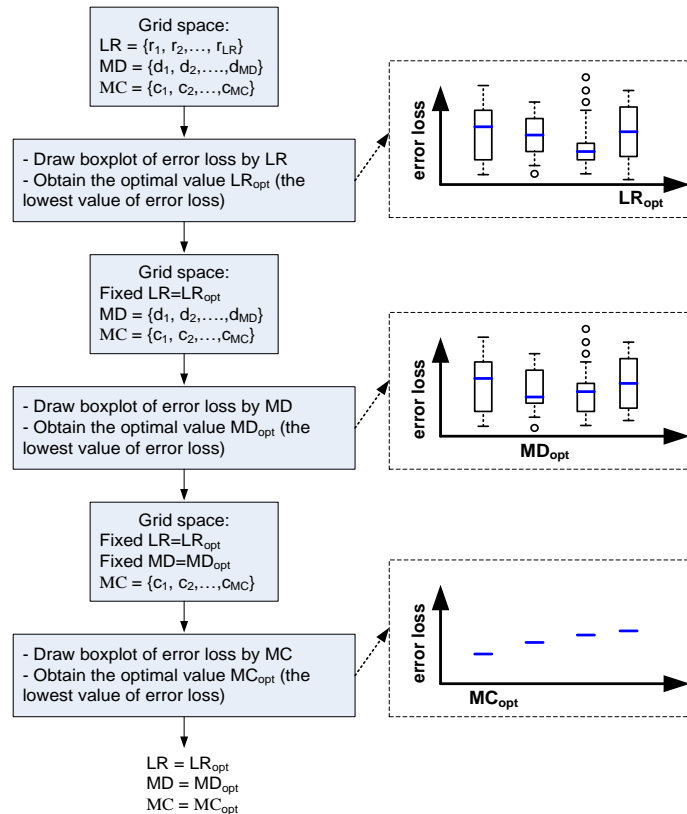 Grid space:
LR = {r1, r2,..., rLR}
MD = {d1, d2,....,dMD}
MC = {c1, c2,...,cMC}
- Draw boxplot of error loss by LR
- Obtain the optimal value LRopt (the
lowest value of error loss)
error loss
LRopt
Grid space:
Fixed LR=LRopt
MD = {d1, d2,....,dMD}
MC = {c1, c2,...,cMC}
- Draw boxplot of error loss by MD
- Obtain the optimal value MDopt (the
lowest value of error loss)
error loss
MDopt
Grid space:
Fixed LR=LRopt
Fixed MD=MDopt
MC = {c1, c2,...,cMC}
- Draw boxplot of error loss by MC
- Obtain the optimal value MCopt (the
lowest value of error loss)
error loss
MCopt
LR = LRopt
MD = MDopt
MC = MCopt